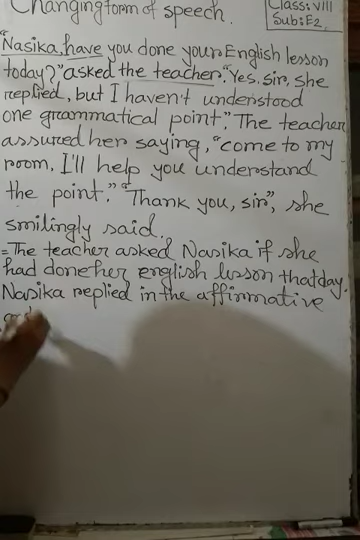 Changing form of speech.
Class: VIII
Sub: E2
"Nasika, have you done your English lesson
today?" asked the teacher. "Yes, sir, she
replied, but I haven't understood
one grammatical point." The teacher
assured her saying, "come to my
room, I'll help you understand
the point." "Thank you, sir", she
smilingly said.
= The teacher asked Nasika if she
had done her english lesson that day.
Nasika replied in the affirmative